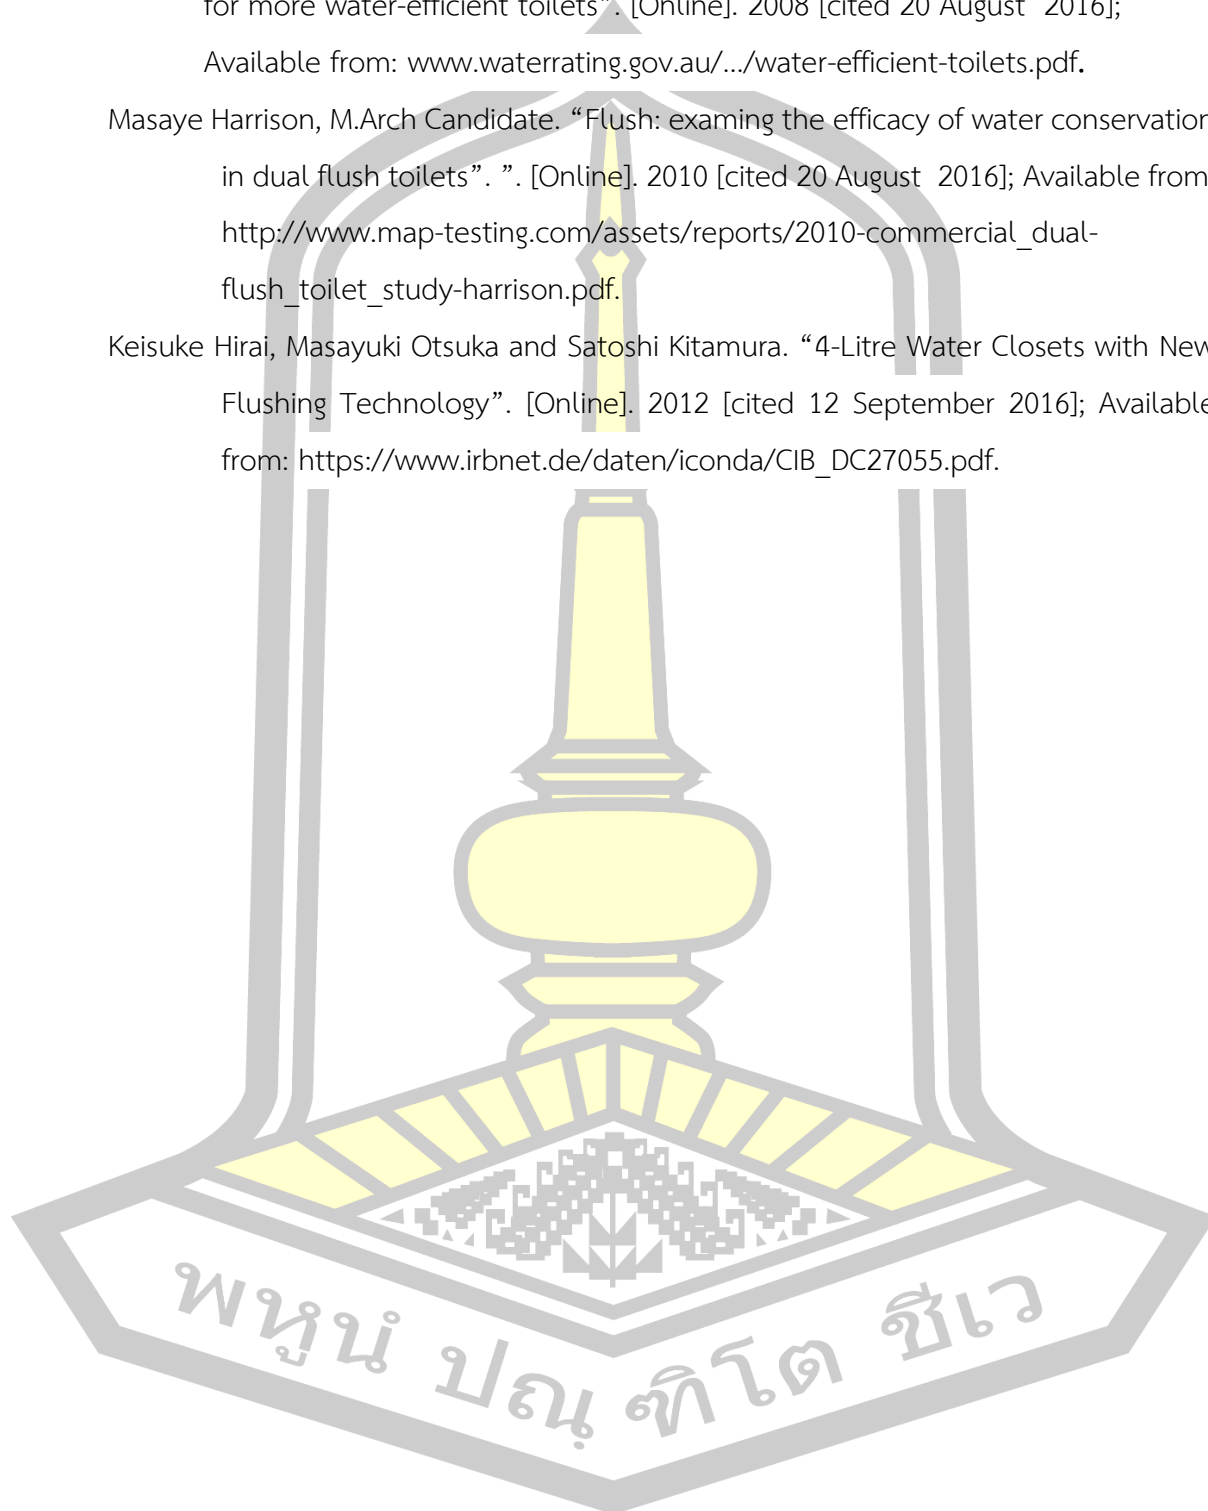 for more water-efficient toilets". [Online]. 2008 [cited 20 August 2016];
Available from: www.waterrating.gov.au/.../water-efficient-toilets.pdf.
Masaye Harrison, M.Arch Candidate. “Flush: examining the efficacy of water conservation
in dual flush toilets”. ”. [Online]. 2010 [cited 20 August 2016]; Available from
http://www.map-testing.com/assets/reports/2010-commercial_dual-
flush_toilet_study-harrison.pdf.
Keisuke Hirai, Masayuki Otsuka and Satoshi Kitamura. “4-Litre Water Closets with New
Flushing Technology”. [Online]. 2012 [cited 12 September 2016]; Available
from: https://www.irbnet.de/daten/iconda/CIB_DC27055.pdf.
พหูนํ ปณฺฑิโต ชีเว